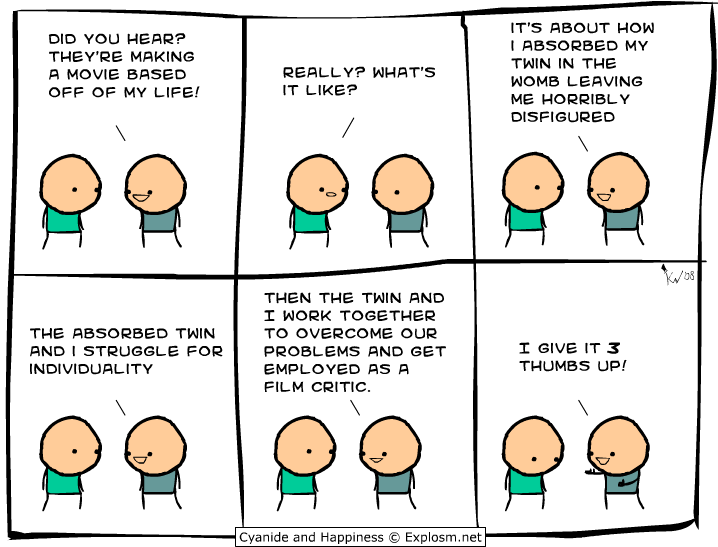 DID YOU HEAR?
THEY'RE MAKING
A MOVIE BASED
OFF OF MY LIFE!
REALLY? WHAT'S
IT LIKE?
IT'S ABOUT HOW
I ABSORBED MY
TWIN IN THE
WOMB LEAVING
ME HORRIBLY
DISFIGURED
THE ABSORBED TWIN
AND I STRUGGLE FOR
INDIVIDUALITY
THEN THE TWIN AND
I WORK TOGETHER
TO OVERCOME OUR
PROBLEMS AND GET
EMPLOYED AS A
FILM CRITIC.
I GIVE IT 3
THUMBS UP!
Cyanide and Happiness © Explosm.net